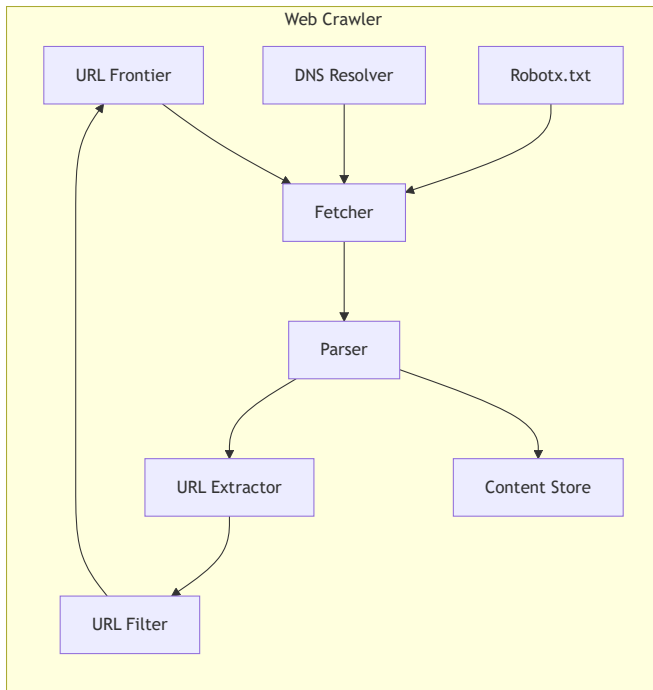 Web Crawler
URL Frontier
DNS Resolver
Robotx.txt
Fetcher
Parser
URL Extractor
Content Store
URL Filter